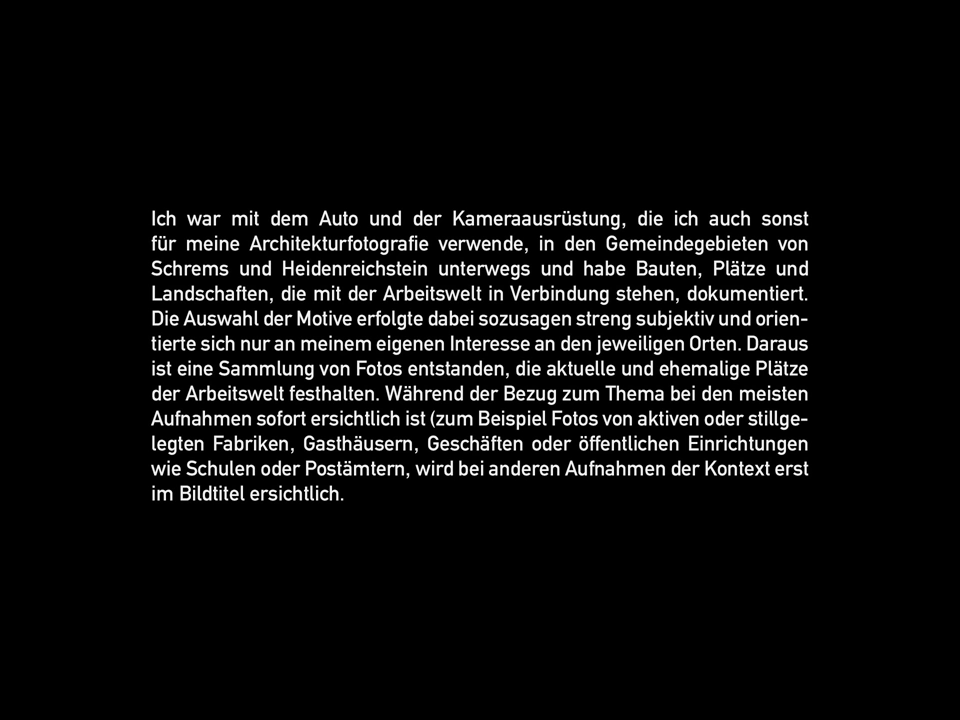 Ich war mit dem Auto und der Kameraausrüstung, die ich auch sonst
für meine Architekturfotografie verwende, in den Gemeindegebieten von
Schrems und Heidenreichstein unterwegs und habe Bauten, Plätze und
Landschaften, die mit der Arbeitswelt in Verbindung stehen, dokumentiert.
Die Auswahl der Motive erfolgte dabei sozusagen streng subjektiv und orien-
tierte sich nur an meinem eigenen Interesse an den jeweiligen Orten. Daraus
ist eine Sammlung von Fotos entstanden, die aktuelle und ehemalige Plätze
der Arbeitswelt festhalten. Während der Bezug zum Thema bei den meisten
Aufnahmen sofort ersichtlich ist (zum Beispiel Fotos von aktiven oder stillge-
legten Fabriken, Gasthäusern, Geschäften oder öffentlichen Einrichtungen
wie Schulen oder Postämtern, wird bei anderen Aufnahmen der Kontext erst
im Bildtitel ersichtlich.